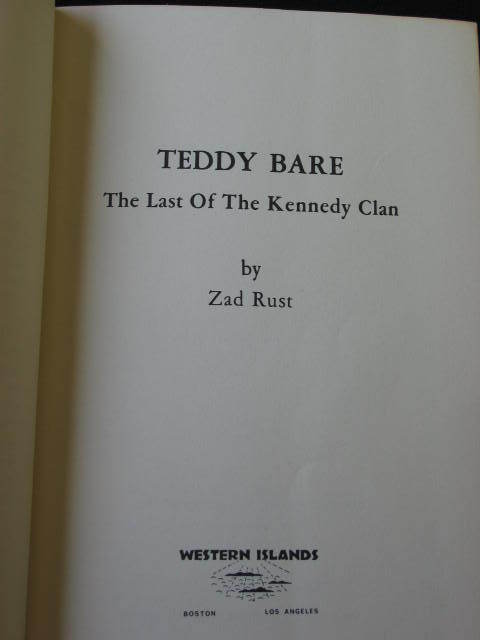 TEDDY BARE
The Last Of The Kennedy Clan
by
Zad Rust
WESTERN ISLANDS
BOSTON LOS ANGELES